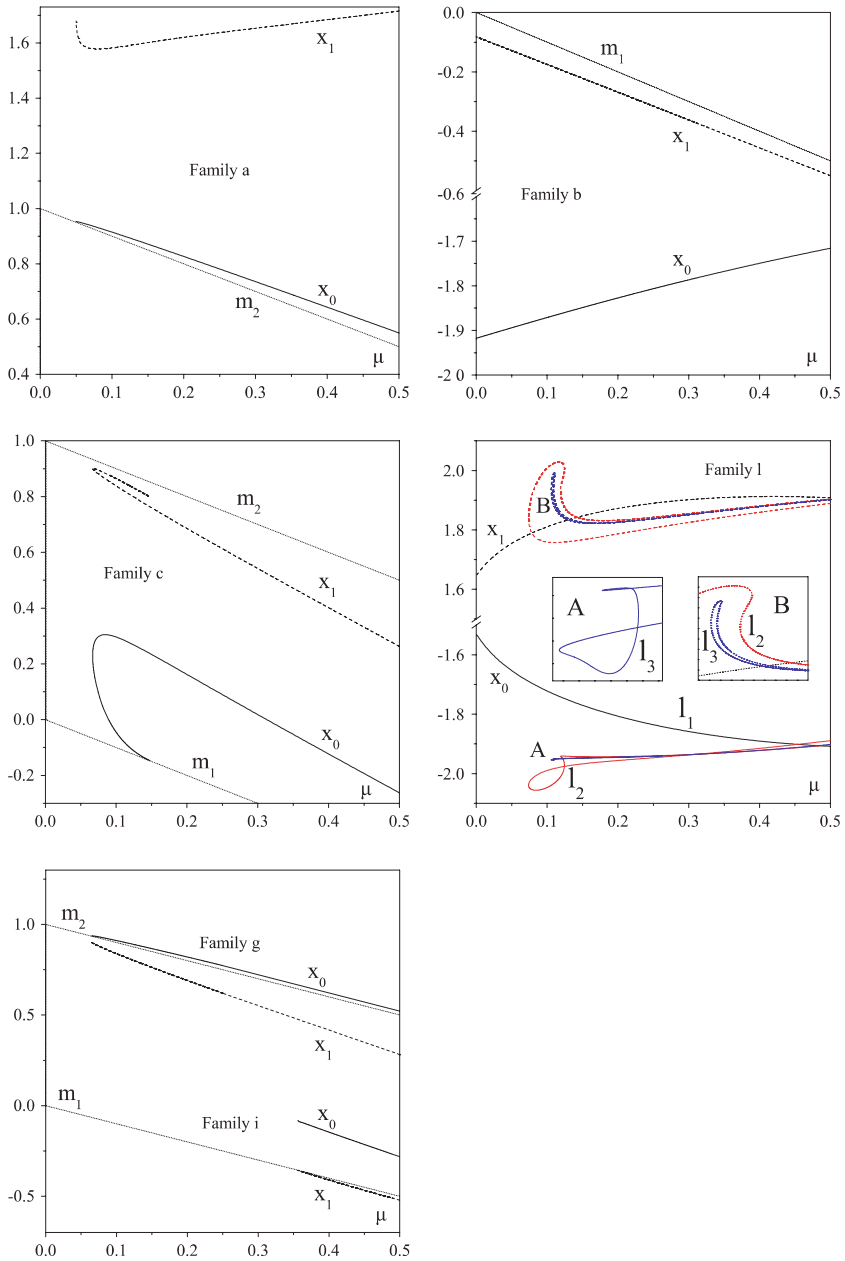 1.6
1.4
1.2
1.0
0.8
0.6
0.4
0.0 0.1 0.2 0.3 0.4 0.5
x1
Family a
x0
m2
μ
0.0
-0.2
-0.4
-0.6
-1.7
-1.8
-1.9
-2.0
0.0 0.1 0.2 0.3 0.4 0.5
m1
x1
Family b
x0
μ
1.0
0.8
0.6
0.4
0.2
0.0
-0.2
0.0 0.1 0.2 0.3 0.4 0.5
m2
Family c
x1
x0
m1
μ
2.0
1.8
1.6
-1.6
-1.8
-2.0
0.0 0.1 0.2 0.3 0.4 0.5
Family l
B
x1
A
l3
B
l3
l2
x0
l1
A
l2
μ
1.0
0.5
0.0
-0.5
0.0 0.1 0.2 0.3 0.4 0.5
m2
Family g
x0
x1
m1
Family i
x0
x1
μ